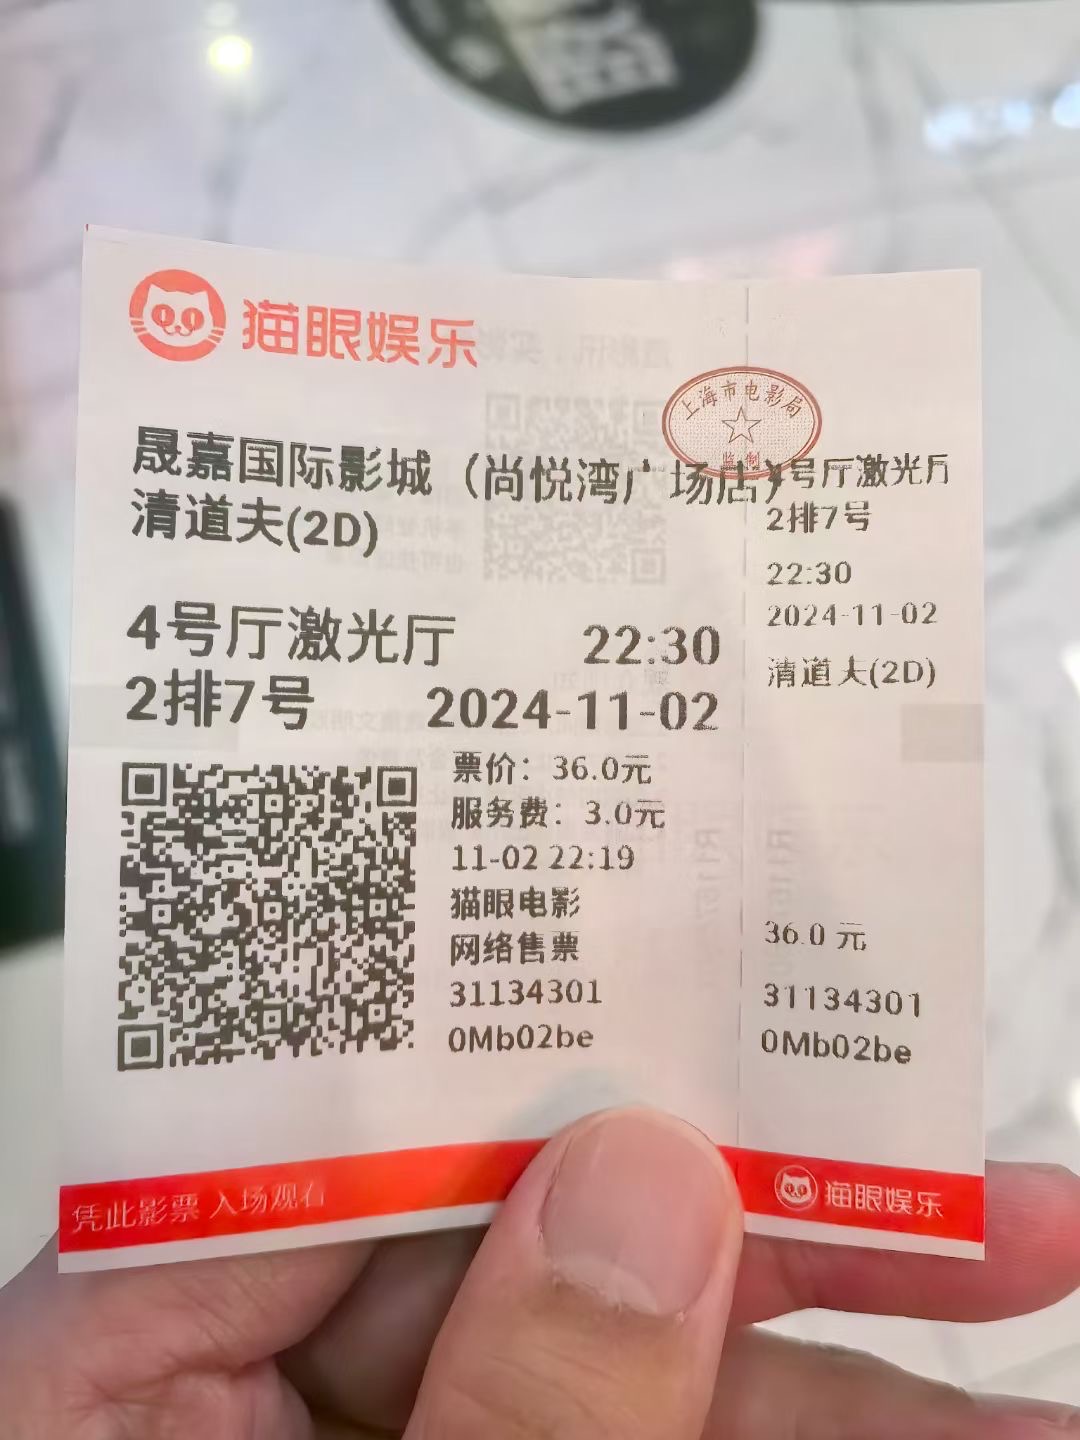 猫眼娱乐
上海市电影局
监制
晟嘉国际影城（尚悦湾广场店）
清道夫(2D)
4号厅激光厅 22:30
2排7号 2024-11-02
票价：36.0元
服务费：3.0元
11-02 22:19
猫眼电影
网络售票
31134301
0Mb02be
4号厅激光厅
2排7号
22:30
2024-11-02
清道夫(2D)
36.0 元
31134301
0Mb02be
凭此影票 入场观看
猫眼娱乐